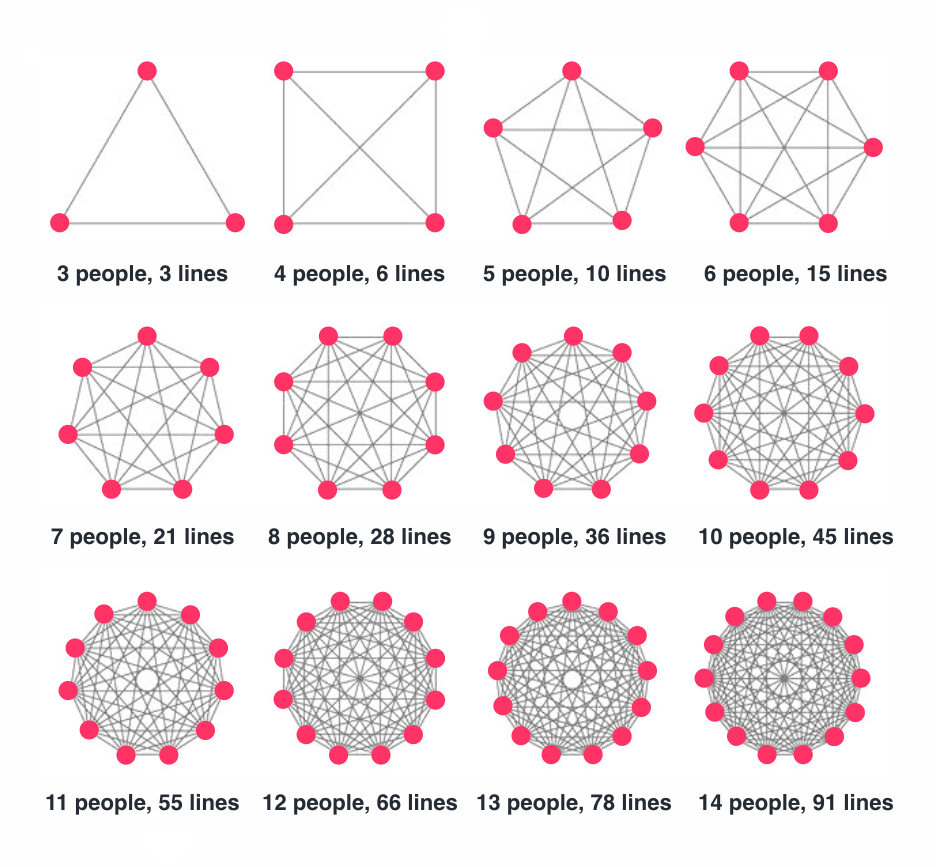 3 people, 3 lines
4 people, 6 lines
5 people, 10 lines
6 people, 15 lines
7 people, 21 lines
8 people, 28 lines
9 people, 36 lines
10 people, 45 lines
11 people, 55 lines
12 people, 66 lines
13 people, 78 lines
14 people, 91 lines